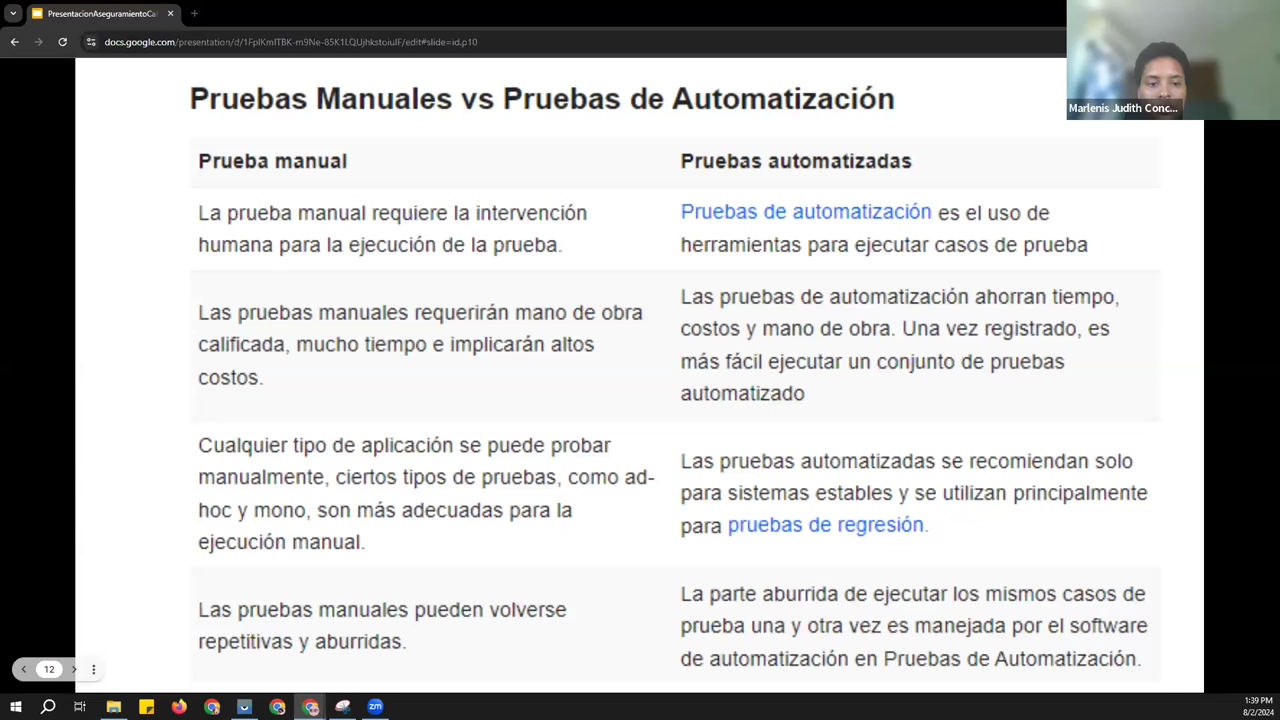 PresentacionAseguramientoCal
docs.google.com/presentation/d/1FpIKmITBK-m9Ne-85K1LQUjhkstoiuIF/edit#slide=id.p10
Marlenis Judith Conc...
Pruebas Manuales vs Pruebas de Automatización
Prueba manual
Pruebas automatizadas
La prueba manual requiere la intervención
humana para la ejecución de la prueba.
Pruebas de automatización es el uso de
herramientas para ejecutar casos de prueba
Las pruebas manuales requerirán mano de obra
calificada, mucho tiempo e implicarán altos
costos.
Las pruebas de automatización ahorran tiempo,
costos y mano de obra. Una vez registrado, es
más fácil ejecutar un conjunto de pruebas
automatizado
Cualquier tipo de aplicación se puede probar
manualmente, ciertos tipos de pruebas, como ad-
hoc y mono, son más adecuadas para la
ejecución manual.
Las pruebas automatizadas se recomiendan solo
para sistemas estables y se utilizan principalmente
para pruebas de regresión.
Las pruebas manuales pueden volverse
repetitivas y aburridas.
La parte aburrida de ejecutar los mismos casos de
prueba una y otra vez es manejada por el software
de automatización en Pruebas de Automatización.
12
zm
1:39 PM
8/2/2024